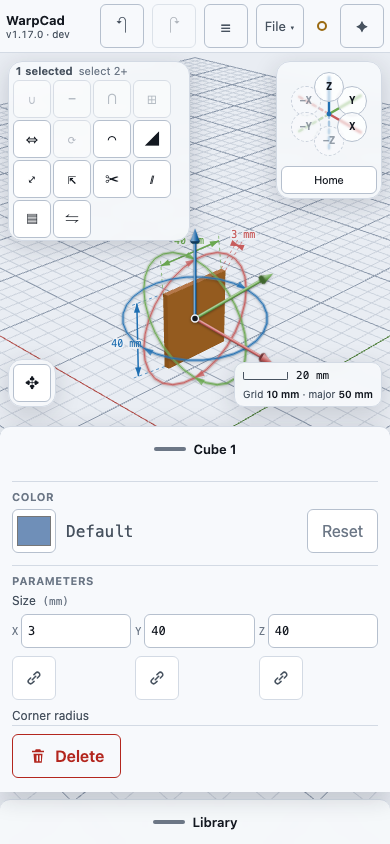 WarpCad
v1.17.0 · dev
File
1 selected select 2+
Z
−X
Y
−Y
X
−Z
Home
3 mm
40 mm
20 mm
Grid 10 mm · major 50 mm
Cube 1
COLOR
Default
Reset
PARAMETERS
Size (mm)
X 3 Y 40 Z 40
Corner radius
Delete
Library